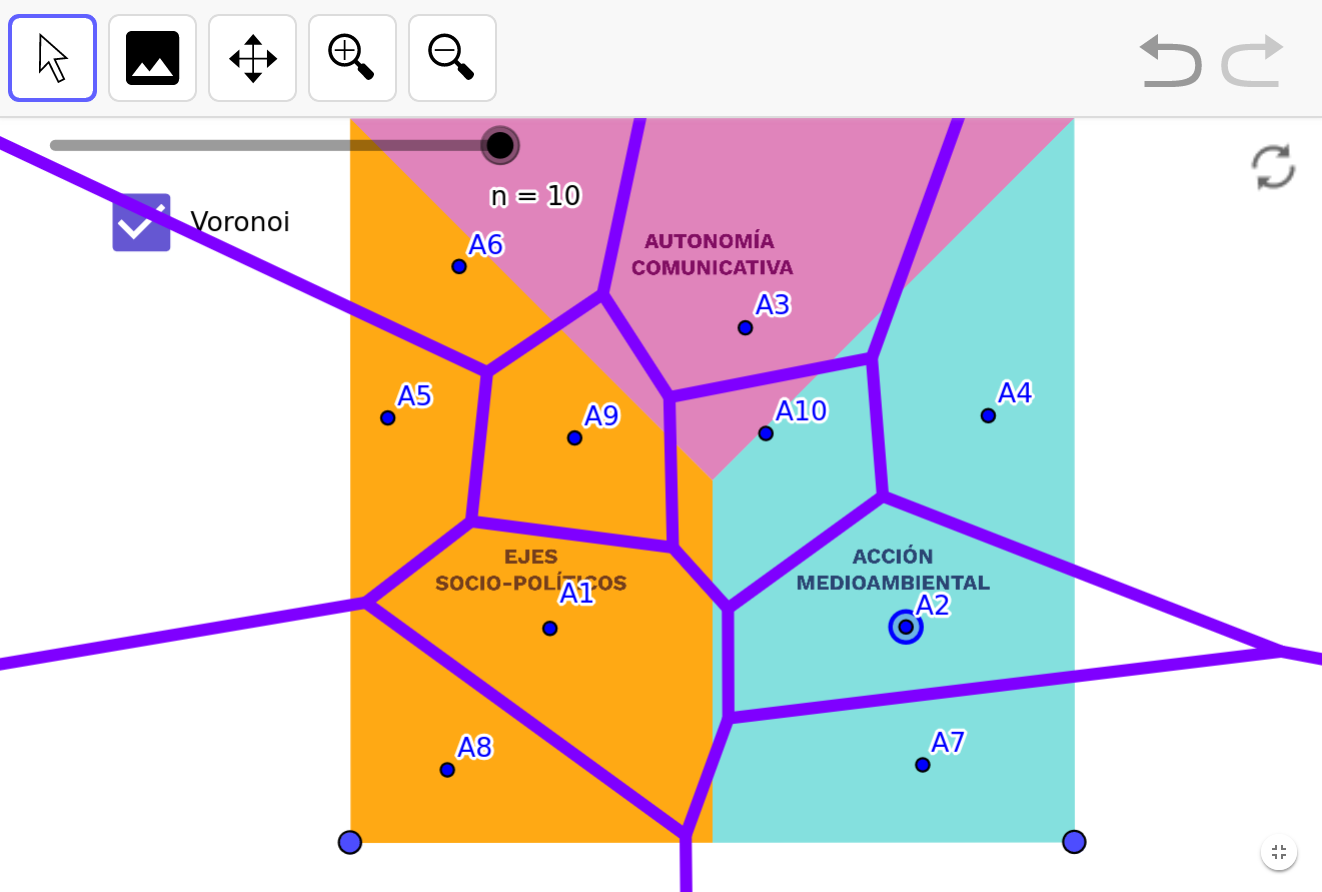 n = 10
Voronoi
A6
AUTONOMÍA
COMUNICATIVA
A3
A5
A9
A10
A4
EJES
SOCIO-POLÍTICOS
ACCIÓN
MEDIOAMBIENTAL
A1
A2
A8
A7